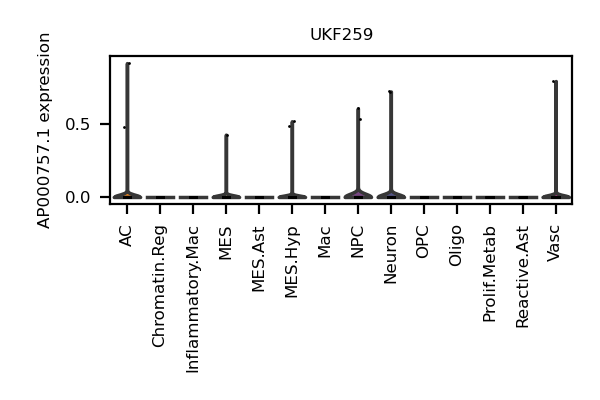 UKF259
AP000757.1 expression
0.5
0.0
AC
Chromatin.Reg
Inflammatory.Mac
MES
MES.Ast
MES.Hyp
Mac
NPC
Neuron
OPC
Oligo
Prolif.Metab
Reactive.Ast
Vasc